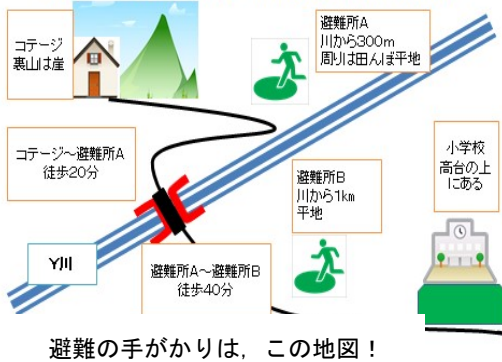 コテージ
裏山は崖
避難所A
川から300m
周りは田んぼ平地
コテージ～避難所A
徒歩20分
小学校
高台の上
にある
避難所B
川から1km
平地
Y川
避難所A～避難所B
徒歩40分
避難の手がかりは，この地図！